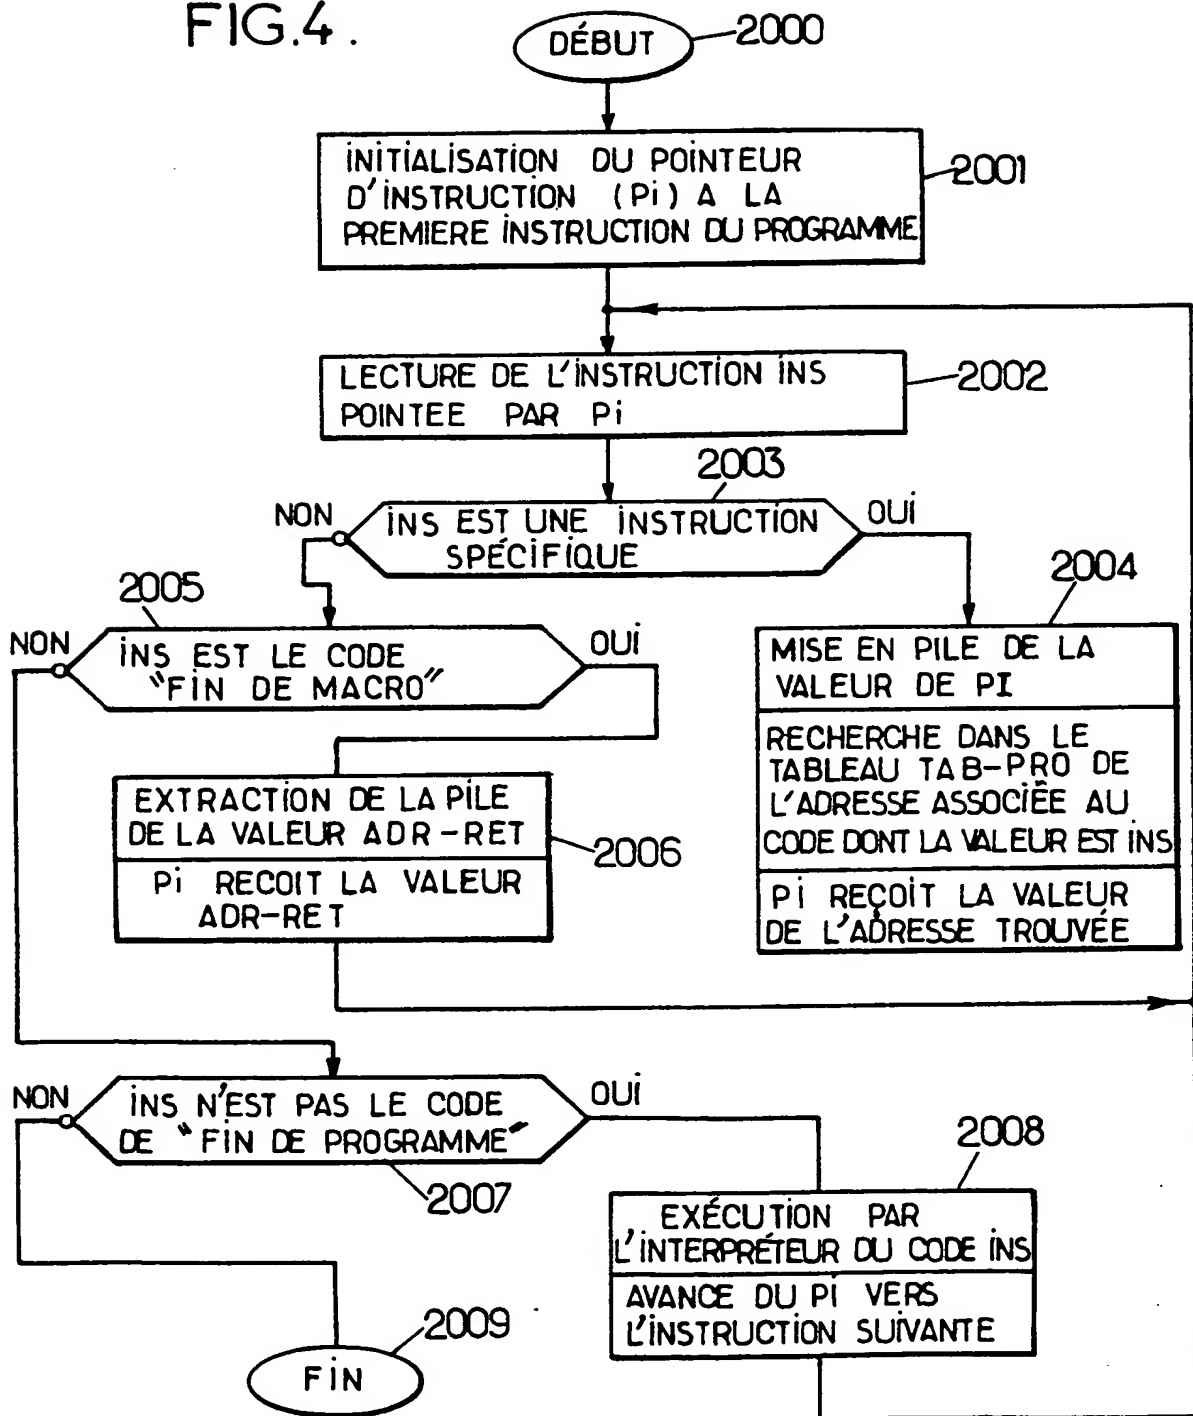 FIG.4.
DÉBUT
2000
INITIALISATION DU POINTEUR
D'INSTRUCTION (Pi) A LA
PREMIERE INSTRUCTION DU PROGRAMME
2001
LECTURE DE L'INSTRUCTION INS
POINTEE PAR Pi
2002
2003
NON
INS EST UNE INSTRUCTION
SPÉCIFIQUE
OUI
2005
NON
INS EST LE CODE
"FIN DE MACRO"
OUI
2004
MISE EN PILE DE LA
VALEUR DE PI
RECHERCHE DANS LE
TABLEAU TAB-PRO DE
L'ADRESSE ASSOCIÉE AU
CODE DONT LA VALEUR EST INS
PI REÇOIT LA VALEUR
DE L'ADRESSE TROUVÉE
EXTRACTION DE LA PILE
DE LA VALEUR ADR-RET
Pi RECOIT LA VALEUR
ADR-RET
2006
NON
INS N'EST PAS LE CODE
DE "FIN DE PROGRAMME"
OUI
2007
2008
EXÉCUTION PAR
L'INTERPRÉTEUR DU CODE INS
AVANCE DU Pi VERS
L'INSTRUCTION SUIVANTE
2009
FIN